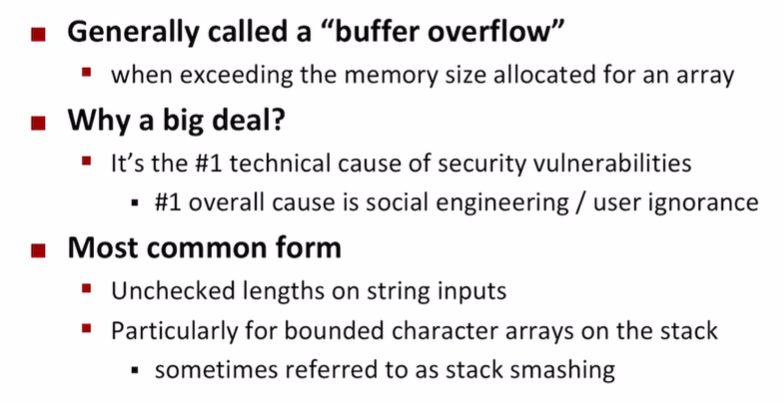 Generally called a “buffer overflow”
when exceeding the memory size allocated for an array
Why a big deal?
It’s the #1 technical cause of security vulnerabilities
#1 overall cause is social engineering / user ignorance
Most common form
Unchecked lengths on string inputs
Particularly for bounded character arrays on the stack
sometimes referred to as stack smashing